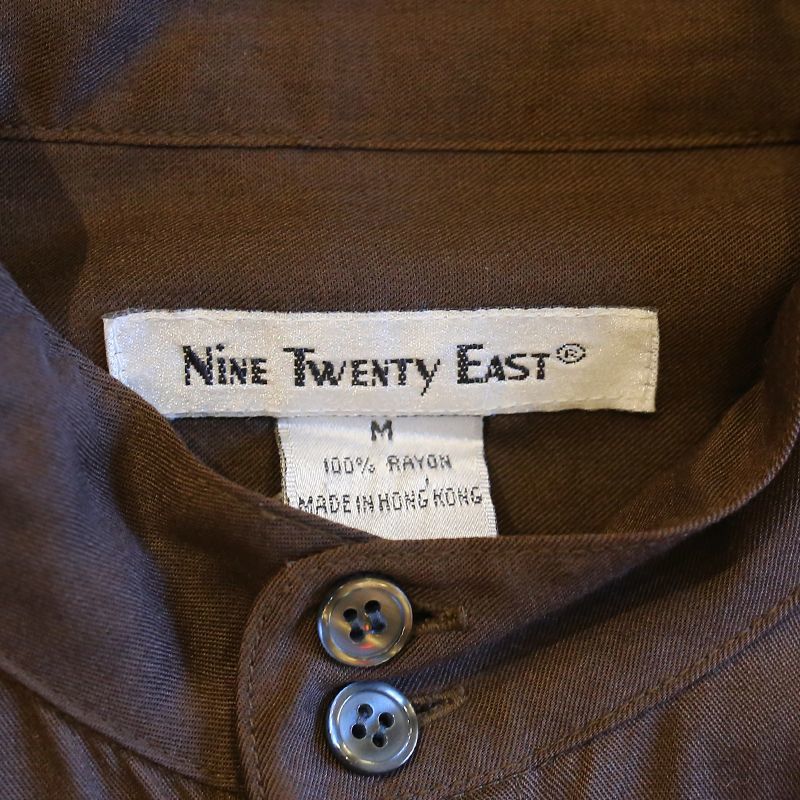 NINE TWENTY EAST®
M
100% RAYON
MADE IN HONG KONG